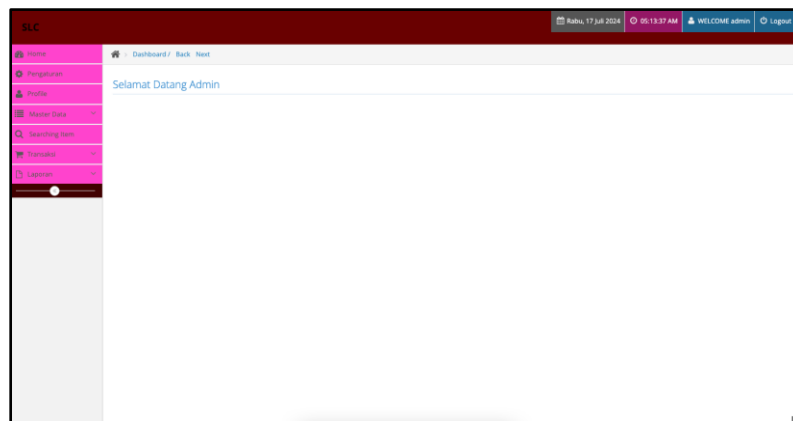 SLC
Rabu, 17 Juli 2024 05:13:37 AM WELCOME admin Logout
Home
Pengaturan
Profile
Master Data
Searching Item
Transaksi
Laporan
Dashboard / Back Next
Selamat Datang Admin